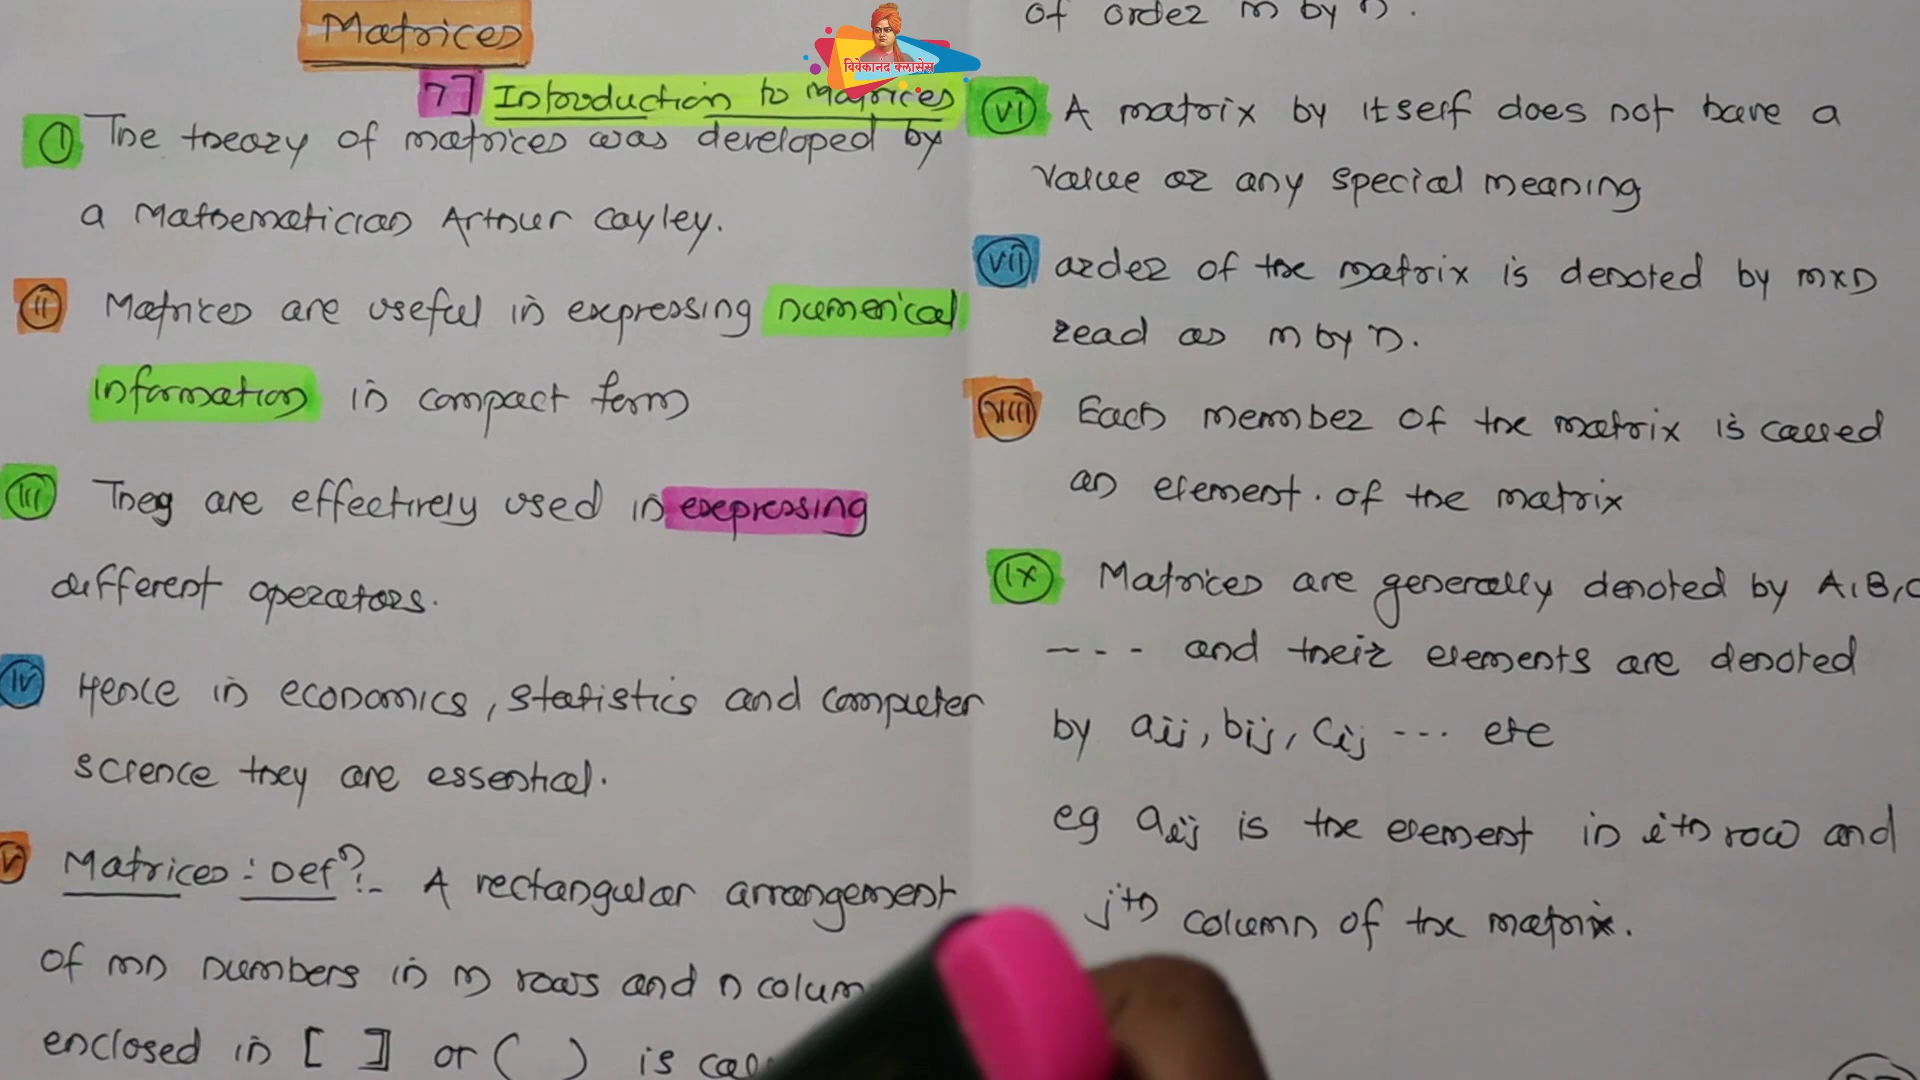 Matrices
7] Introduction to Matrices
विवेकानंद क्लासेस
i The theory of matrices was developed by
a Mathematician Arthur Cayley.
ii Matrices are useful in expressing numerical
information in compact form
iii They are effectively used in expressing
different operators.
iv Hence in economics, statistics and computer
science they are essential.
v Matrices : Defn :- A rectangular arrangement
of mn numbers in m rows and n colum
enclosed in [ ] or ( ) is
of order m by n.
vi A matrix by itself does not have a
value or any special meaning
vii order of the matrix is denoted by mxn
read as m by n.
viii Each member of the matrix is called
an element. of the matrix
ix Matrices are generally denoted by A, B, C
---- and their elements are denoted
by aij, bij, cij --- etc
eg aij is the element in ith row and
jth column of the matrix.